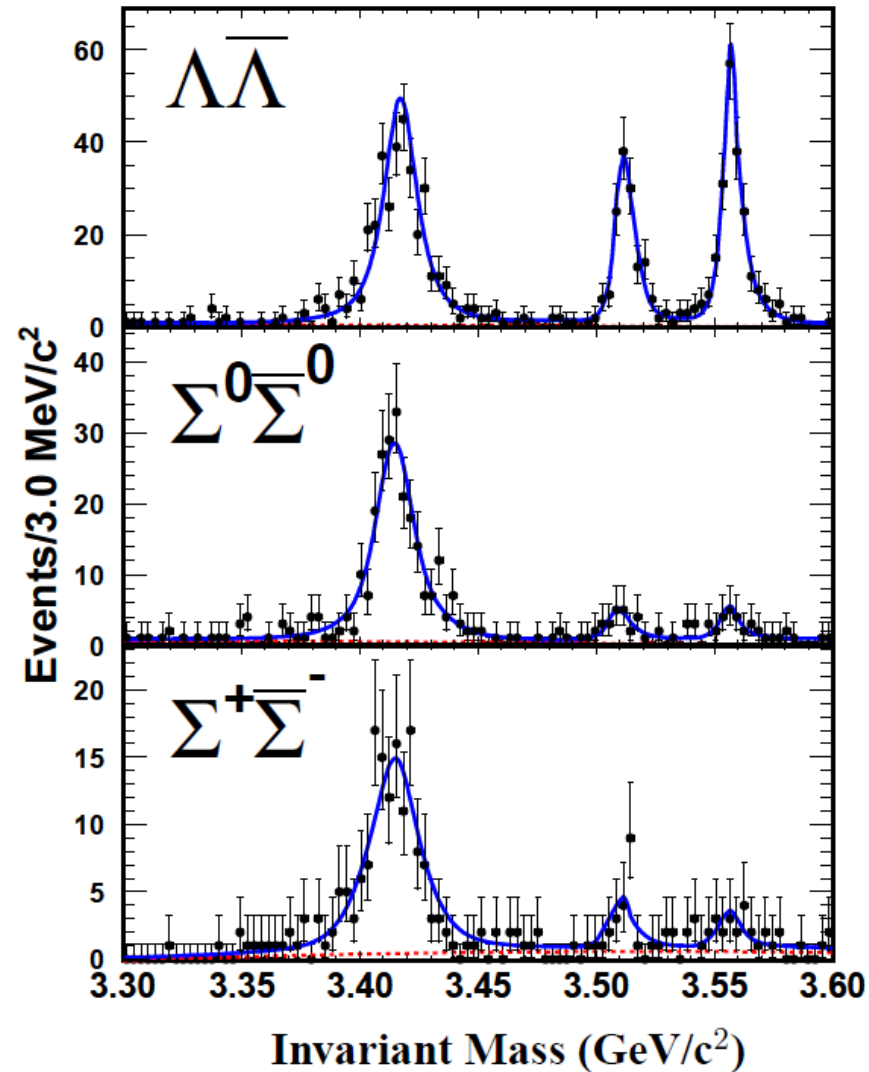 ΛΛ̅
60
40
20
0
Σ⁰Σ̅⁰
40
30
20
10
0
Σ⁺Σ̅⁻
20
15
10
5
0
3.30 3.35 3.40 3.45 3.50 3.55 3.60
Events/3.0 MeV/c²
Invariant Mass (GeV/c²)